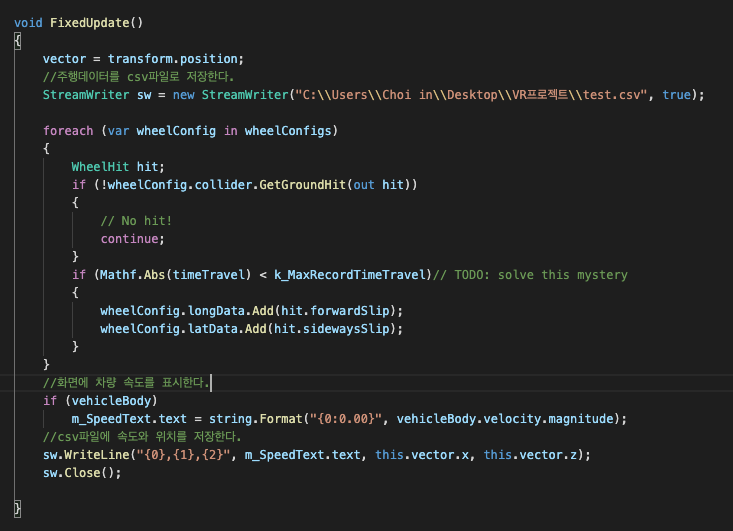 void FixedUpdate()
{
vector = transform.position;
//주행데이터를 csv파일로 저장한다.
StreamWriter sw = new StreamWriter("C:\\Users\\Choi in\\Desktop\\VR프로젝트\\test.csv", true);
foreach (var wheelConfig in wheelConfigs)
{
WheelHit hit;
if (!wheelConfig.collider.GetGroundHit(out hit))
{
// No hit!
continue;
}
if (Mathf.Abs(timeTravel) < k_MaxRecordTimeTravel)// TODO: solve this mystery
{
wheelConfig.longData.Add(hit.forwardSlip);
wheelConfig.latData.Add(hit.sidewaysSlip);
}
}
//화면에 차량 속도를 표시한다.
if (vehicleBody)
m_SpeedText.text = string.Format("{0:0.00}", vehicleBody.velocity.magnitude);
//csv파일에 속도와 위치를 저장한다.
sw.WriteLine("{0},{1},{2}", m_SpeedText.text, this.vector.x, this.vector.z);
sw.Close();
}